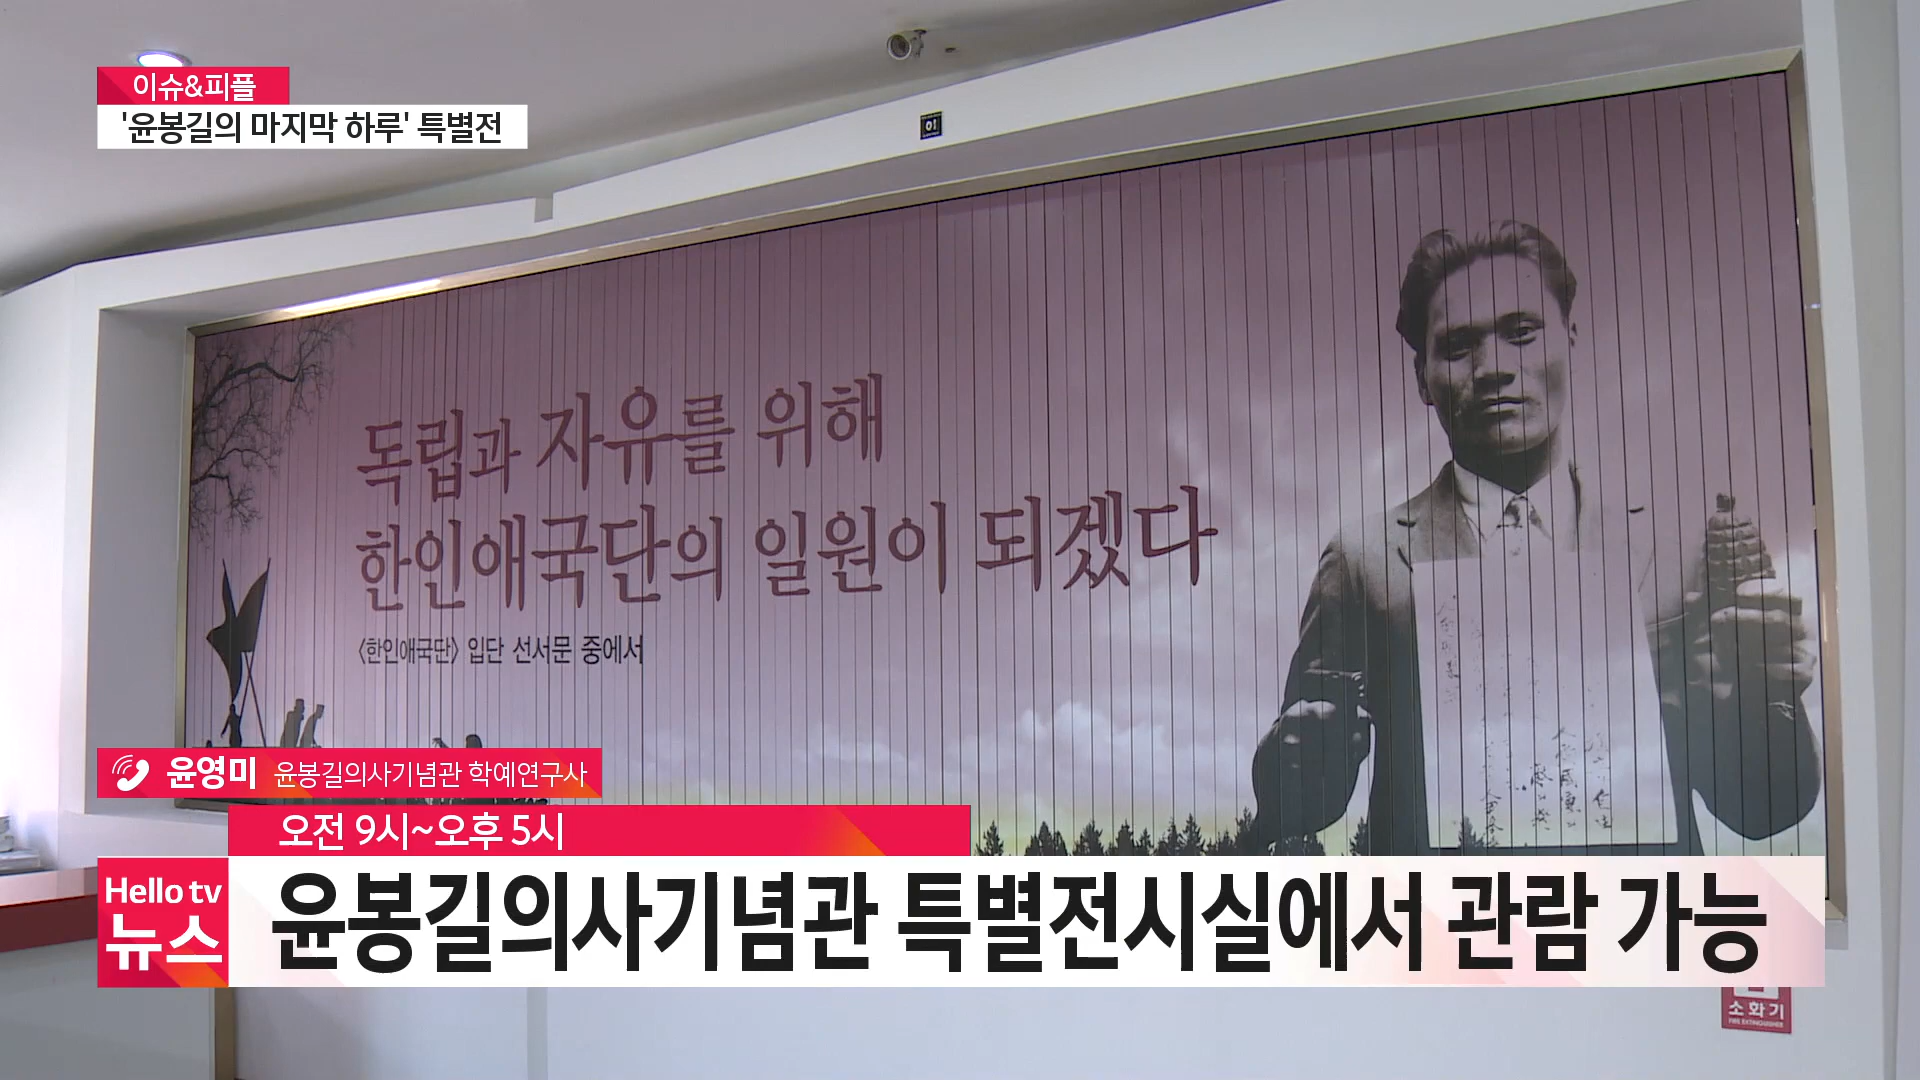 이슈&피플
'윤봉길의 마지막 하루' 특별전
01
독립과 자유를 위해
한인애국단의 일원이 되겠다
<한인애국단> 입단 선서문 중에서
윤영미 윤봉길의사기념관 학예연구사
오전 9시~오후 5시
Hello tv
뉴스
윤봉길의사기념관 특별전시실에서 관람 가능
소화기
FIRE EXTINGUISHER